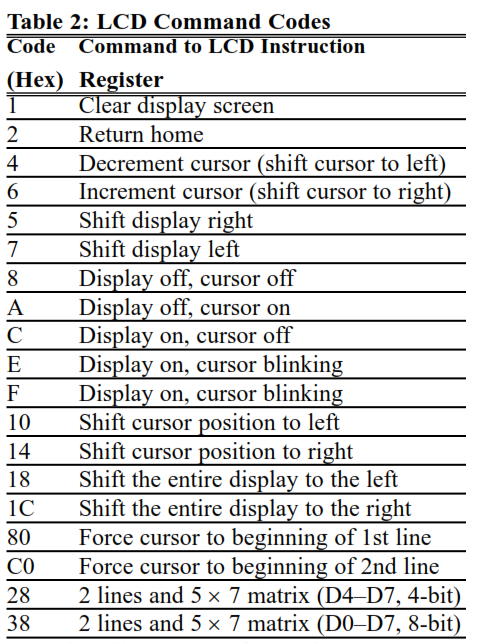 Table 2: LCD Command Codes
Code Command to LCD Instruction
(Hex) Register
1 Clear display screen
2 Return home
4 Decrement cursor (shift cursor to left)
6 Increment cursor (shift cursor to right)
5 Shift display right
7 Shift display left
8 Display off, cursor off
A Display off, cursor on
C Display on, cursor off
E Display on, cursor blinking
F Display on, cursor blinking
10 Shift cursor position to left
14 Shift cursor position to right
18 Shift the entire display to the left
1C Shift the entire display to the right
80 Force cursor to beginning of 1st line
C0 Force cursor to beginning of 2nd line
28 2 lines and 5 × 7 matrix (D4–D7, 4-bit)
38 2 lines and 5 × 7 matrix (D0–D7, 8-bit)